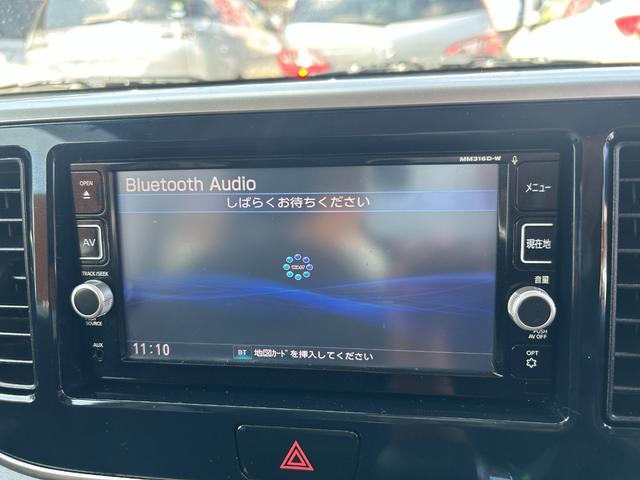 MM316D-W
OPEN
Bluetooth Audio
しばらくお待ちください
メニュー
AV
現在地
TRACK/SEEK
音量
SOURCE
PUSH
AV OFF
AUX
11:10
BT 地図カードを挿入してください
OPT